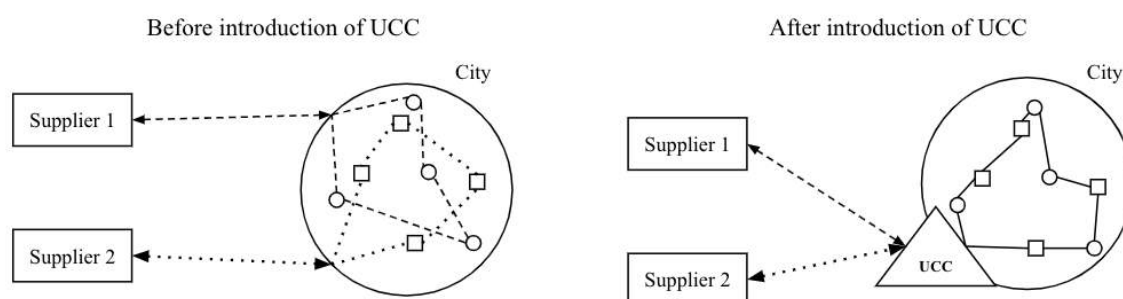 Before introduction of UCC
City
Supplier 1
Supplier 2
After introduction of UCC
City
Supplier 1
Supplier 2
UCC